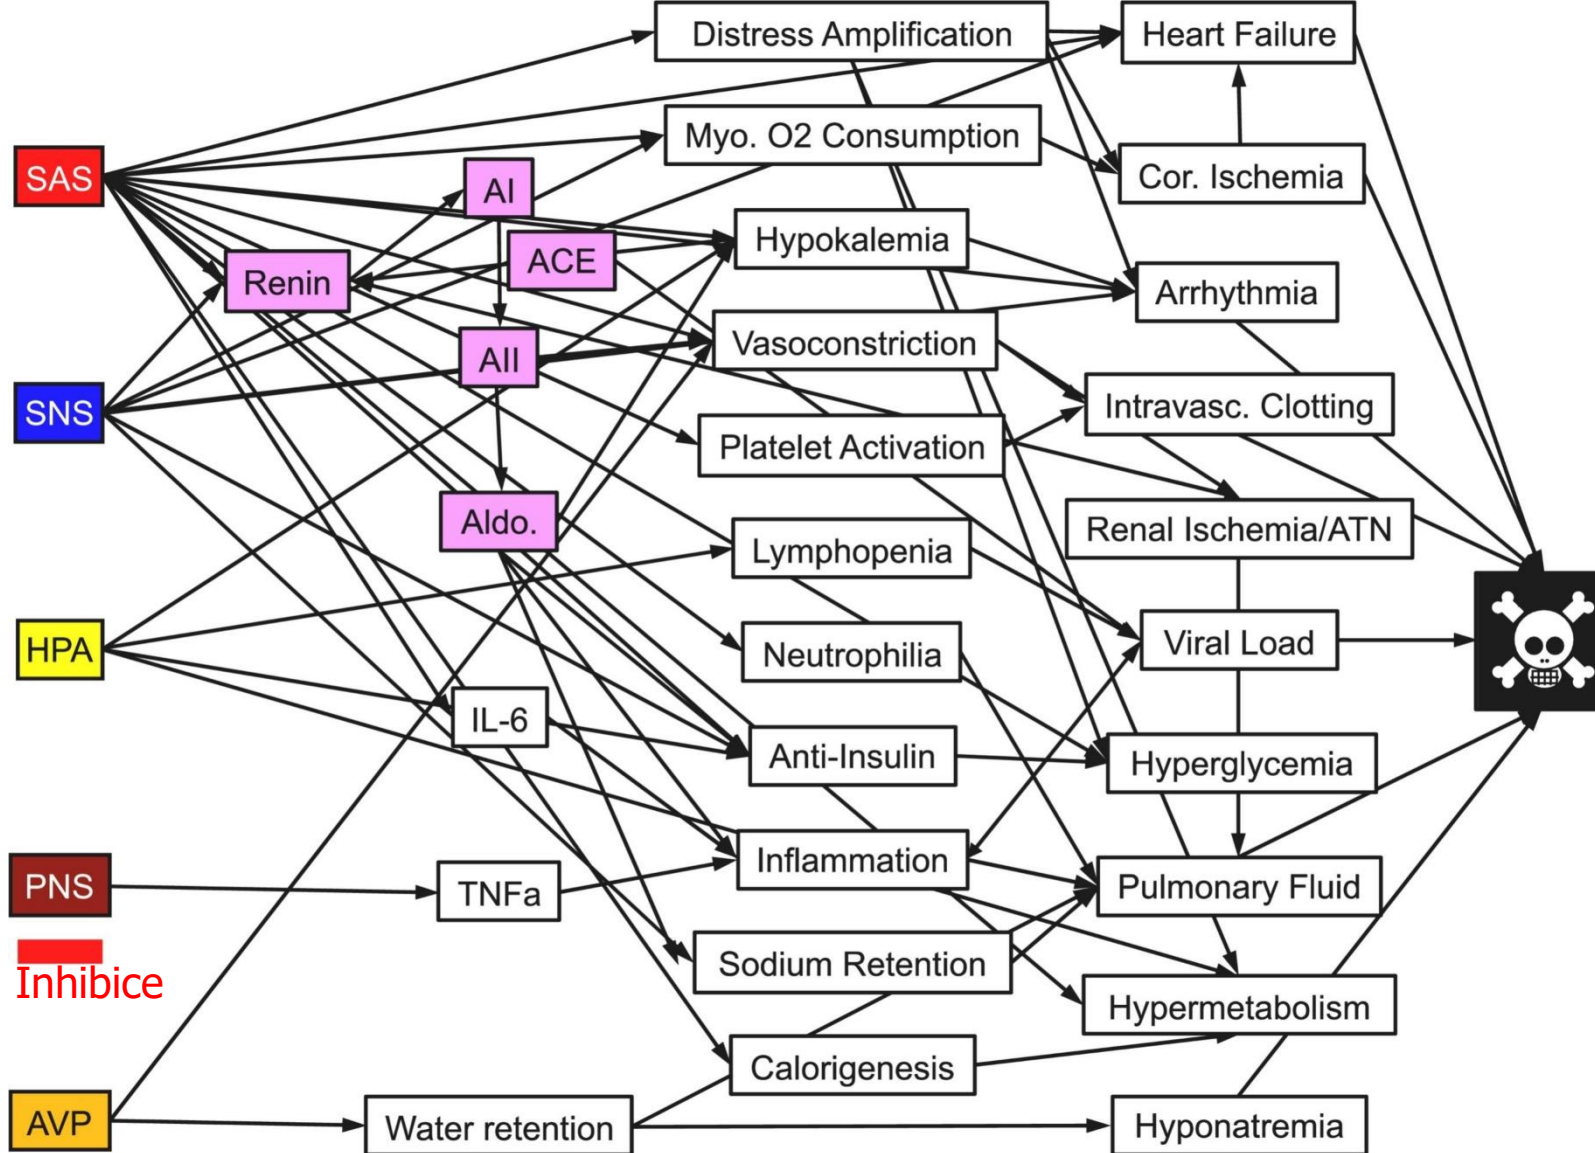 Distress Amplification
Heart Failure
Myo. O2 Consumption
SAS
AI
Cor. Ischemia
Hypokalemia
ACE
Renin
Arrhythmia
Vasoconstriction
AII
SNS
Intravasc. Clotting
Platelet Activation
Aldo.
Renal Ischemia/ATN
Lymphopenia
HPA
Neutrophilia
Viral Load
IL-6
Anti-Insulin
Hyperglycemia
Inflammation
PNS
TNFa
Pulmonary Fluid
Sodium Retention
Inhibice
Hypermetabolism
Calorigenesis
AVP
Water retention
Hyponatremia